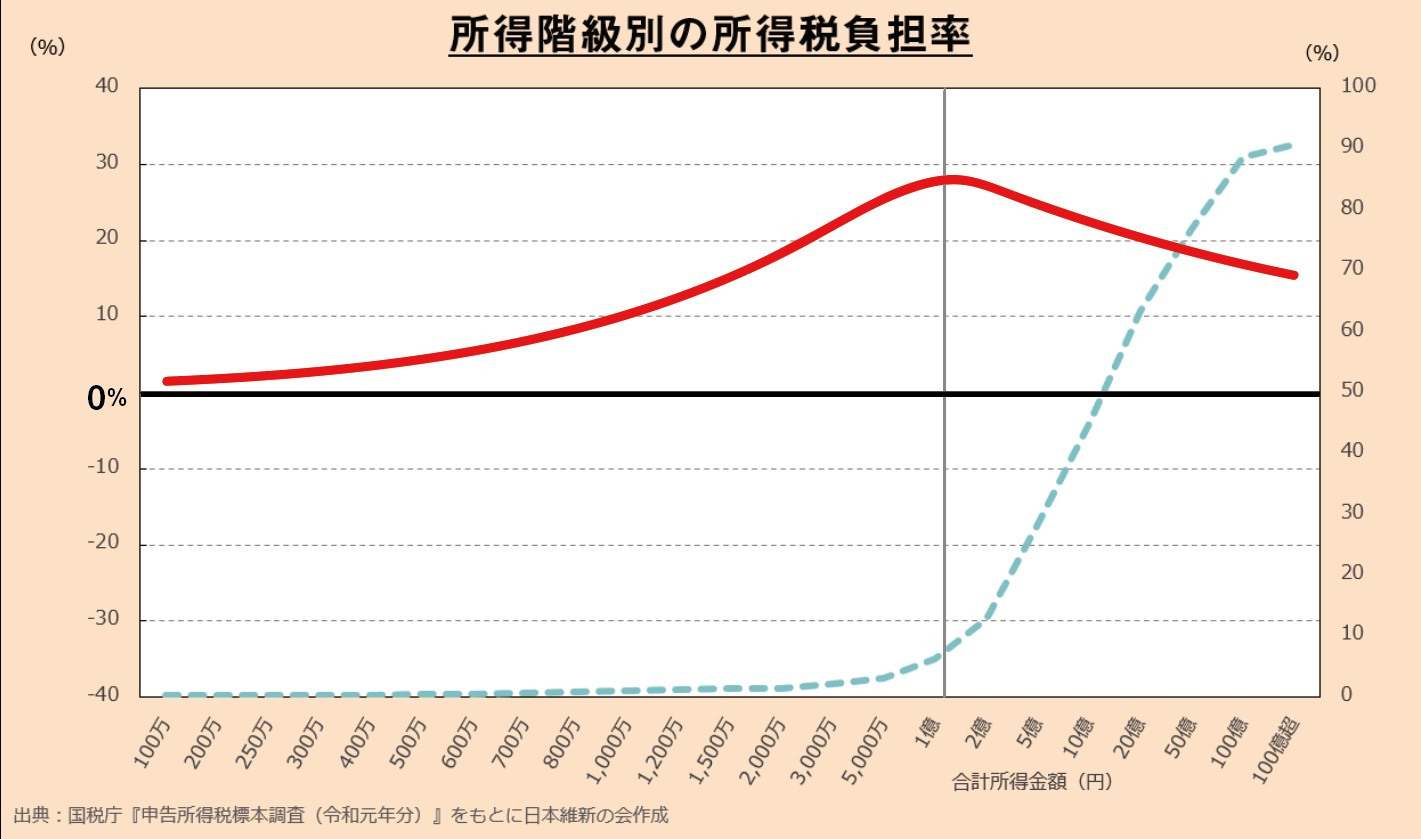 所得階級別の所得税負担率
(%)
(%)
40
30
20
10
0%
-10
-20
-30
-40
100
90
80
70
60
50
40
30
20
10
0
100万
200万
250万
300万
400万
500万
600万
700万
800万
1,000万
1,200万
1,500万
2,000万
3,000万
5,000万
1億
2億
5億
10億
20億
50億
100億
100億超
合計所得金額（円）
出典：国税庁『申告所得税標本調査（令和元年分）』をもとに日本維新の会作成